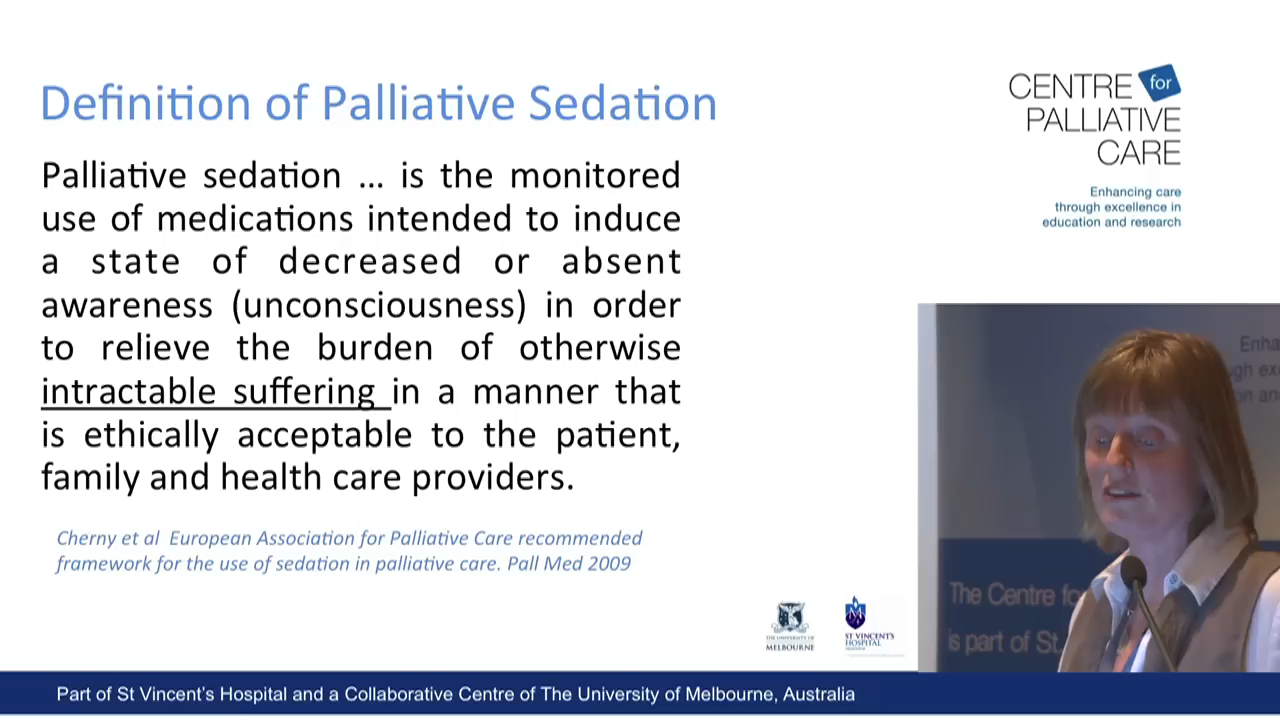 Definition of Palliative Sedation
Palliative sedation ... is the monitored
use of medications intended to induce
a state of decreased or absent
awareness (unconsciousness) in order
to relieve the burden of otherwise
intractable suffering in a manner that
is ethically acceptable to the patient,
family and health care providers.
Cherny et al European Association for Palliative Care recommended
framework for the use of sedation in palliative care. Pall Med 2009
CENTRE for
PALLIATIVE
CARE
Enhancing care
through excellence in
education and research
Enha
gh ex
on an
The Centre fo
is part of St.
THE UNIVERSITY OF
MELBOURNE
ST VINCENT'S
HOSPITAL
Part of St Vincent's Hospital and a Collaborative Centre of The University of Melbourne, Australia